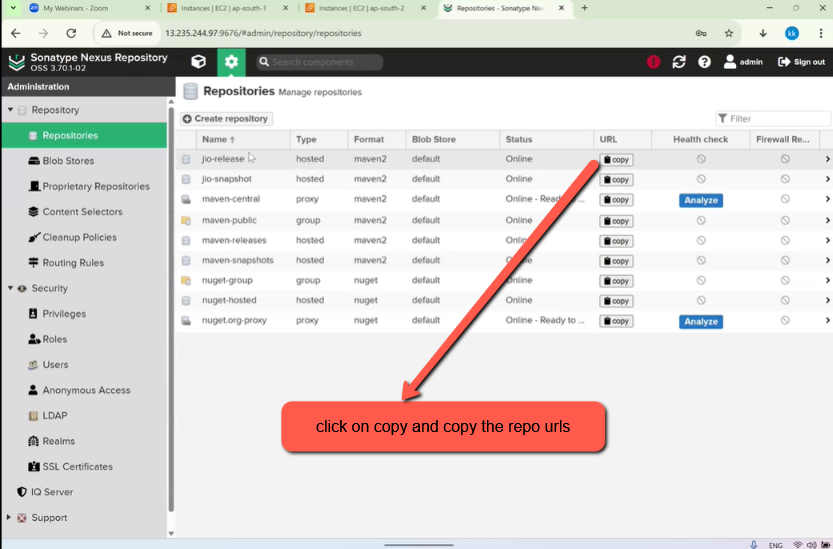 My Webinars - Zoom
Instances | EC2 | ap-south-1
Instances | EC2 | ap-south-2
Repositories - Sonatype Nex
Not secure
13.235.244.97:9676/#admin/repository/repositories
kk
Sonatype Nexus Repository
OSS 3.70.1-02
Search components
admin
Sign out
Administration
Repository
Repositories
Blob Stores
Proprietary Repositories
Content Selectors
Cleanup Policies
Routing Rules
Security
Privileges
Roles
Users
Anonymous Access
LDAP
Realms
SSL Certificates
IQ Server
Support
Repositories Manage repositories
Create repository
Filter
Name Type Format Blob Store Status URL Health check Firewall Re...
jio-release hosted maven2 default Online copy
jio-snapshot hosted maven2 default Online copy
maven-central proxy maven2 default Online - Ready to ... copy Analyze
maven-public group maven2 default Online copy
maven-releases hosted maven2 default Online copy
maven-snapshots hosted maven2 default Online copy
nuget-group group nuget default Online copy
nuget-hosted hosted nuget default Online copy
nuget.org-proxy proxy nuget default Online - Ready to ... copy Analyze
click on copy and copy the repo urls
ENG